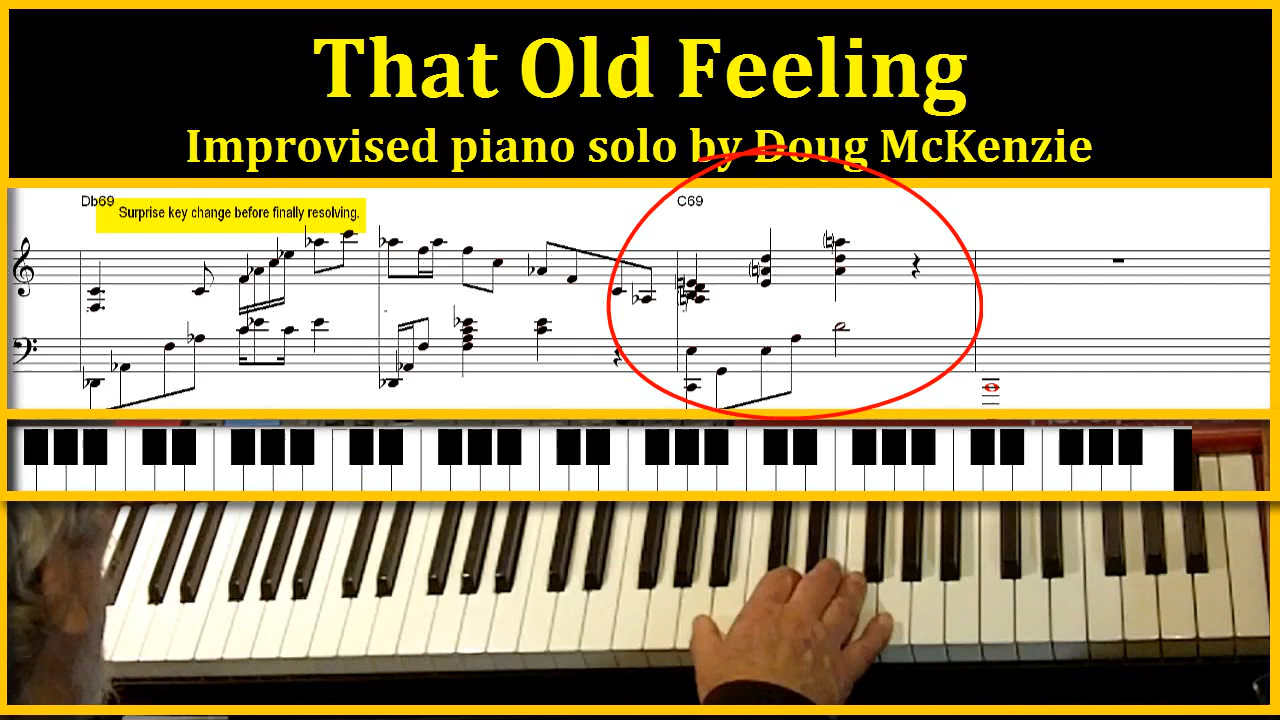 That Old Feeling
Improvised piano solo by Doug McKenzie
Db69
Surprise key change before finally resolving.
C69